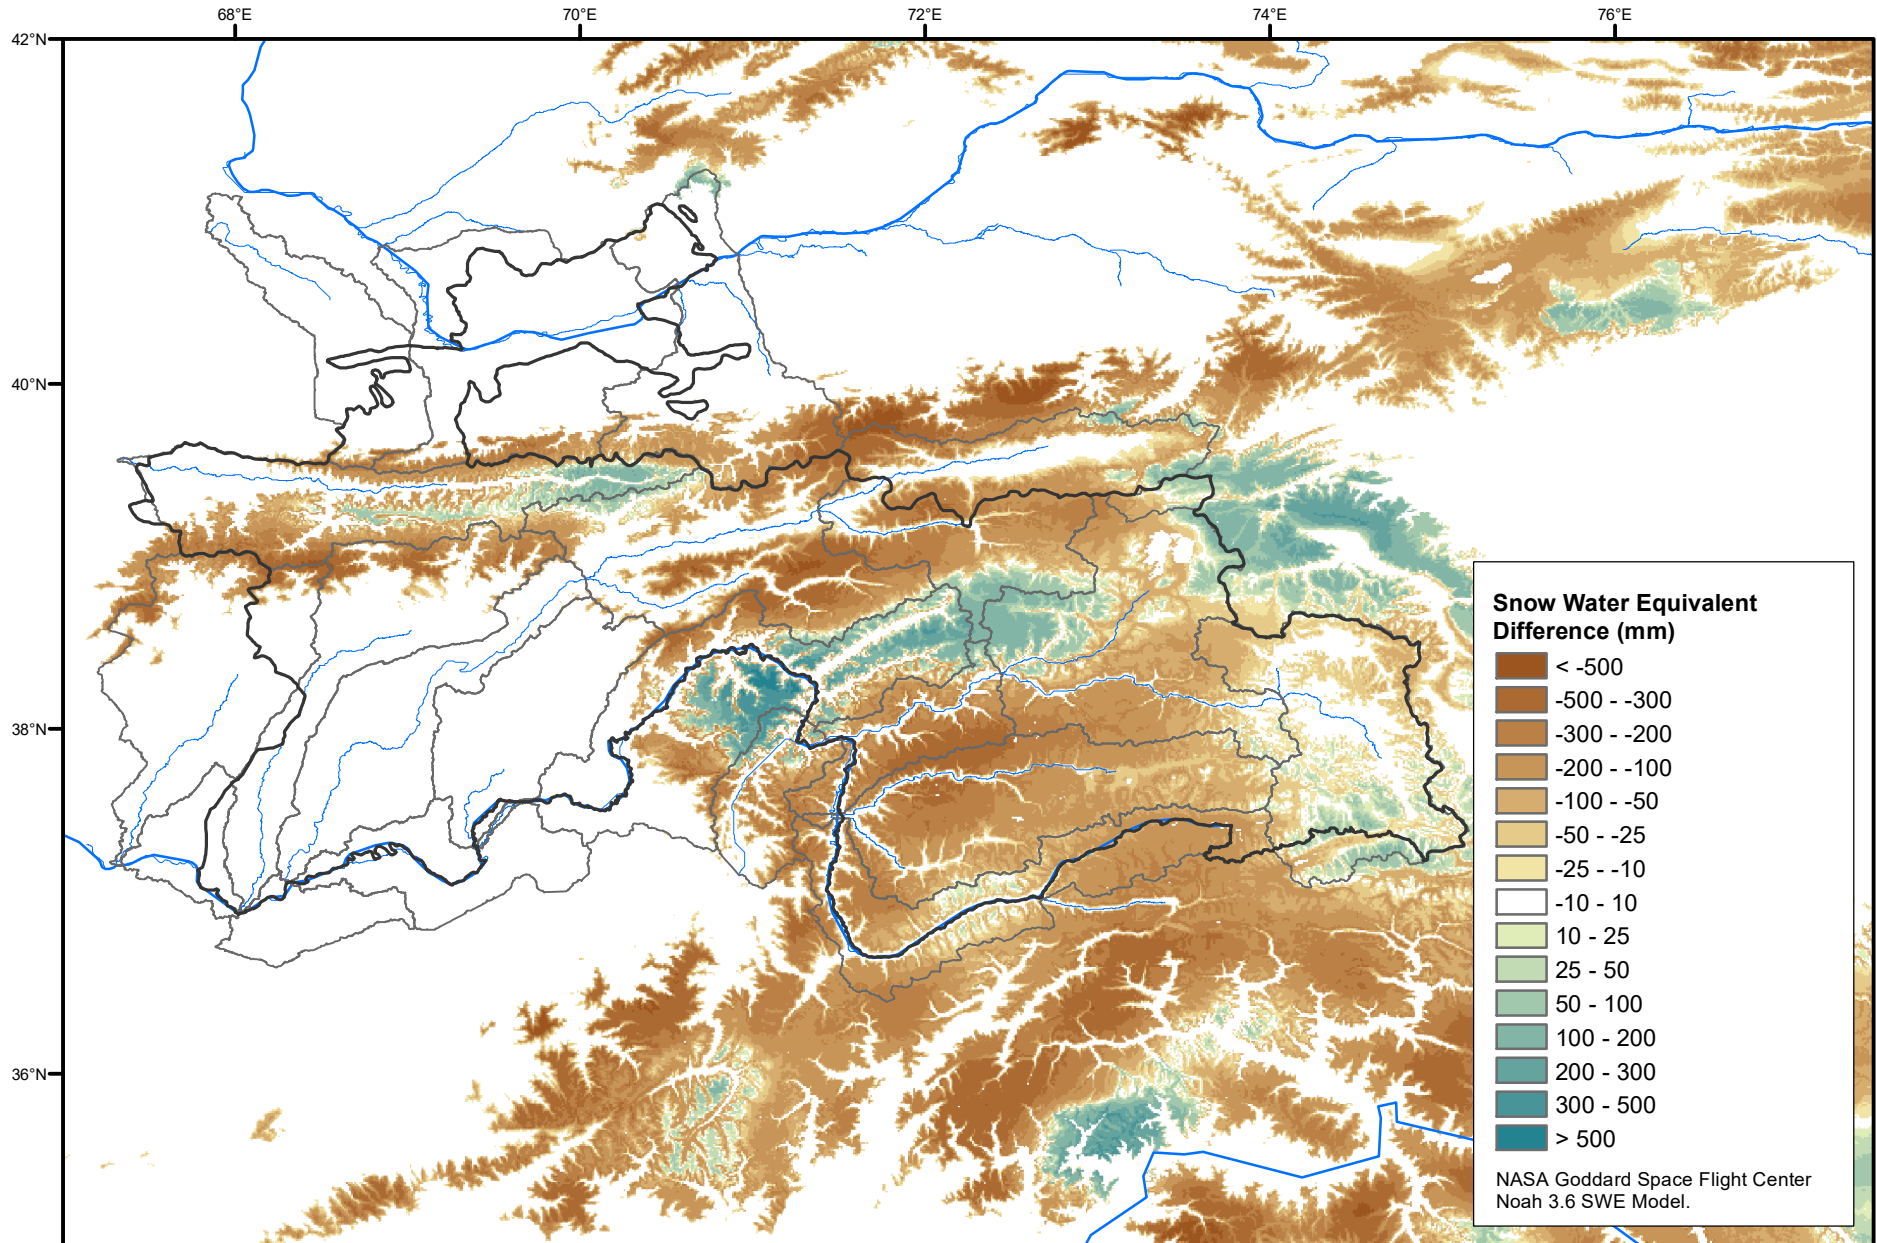 68°E
70°E
72°E
74°E
76°E
42°N
40°N
38°N
36°N
Snow Water Equivalent
Difference (mm)
< -500
-500 - -300
-300 - -200
-200 - -100
-100 - -50
-50 - -25
-25 - -10
-10 - 10
10 - 25
25 - 50
50 - 100
100 - 200
200 - 300
300 - 500
> 500
NASA Goddard Space Flight Center
Noah 3.6 SWE Model.